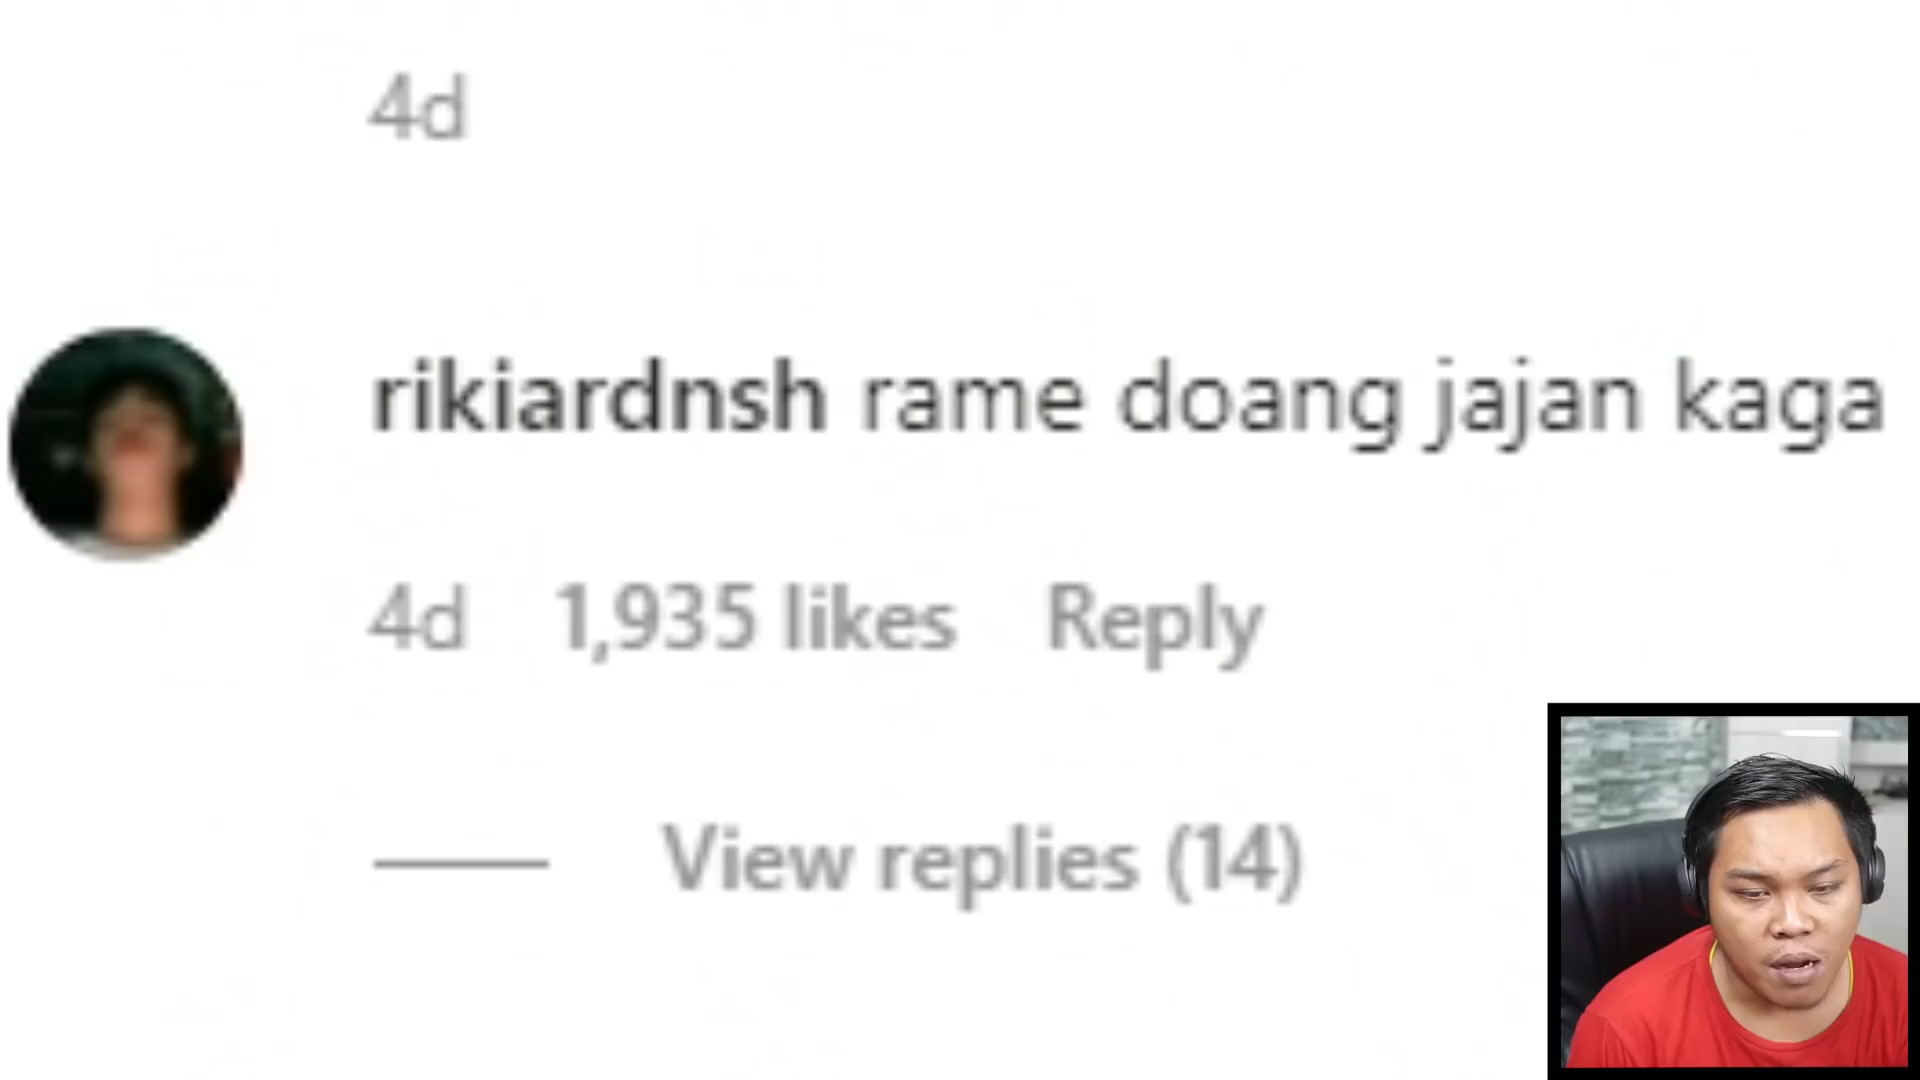 4d
rikiardnsh rame doang jajan kaga
4d 1,935 likes Reply
View replies (14)